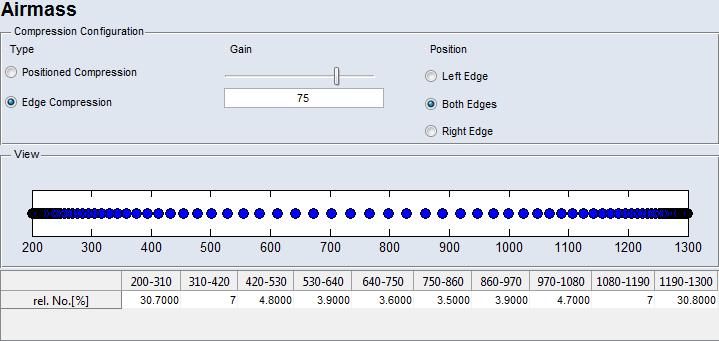 Airmass
Compression Configuration
Type Gain Position
Positioned Compression
Left Edge
Edge Compression
75
Both Edges
Right Edge
View
200 300 400 500 600 700 800 900 1000 1100 1200 1300
200-310 310-420 420-530 530-640 640-750 750-860 860-970 970-1080 1080-1190 1190-1300
rel. No.[%] 30.7000 7 4.8000 3.9000 3.6000 3.5000 3.9000 4.7000 7 30.8000